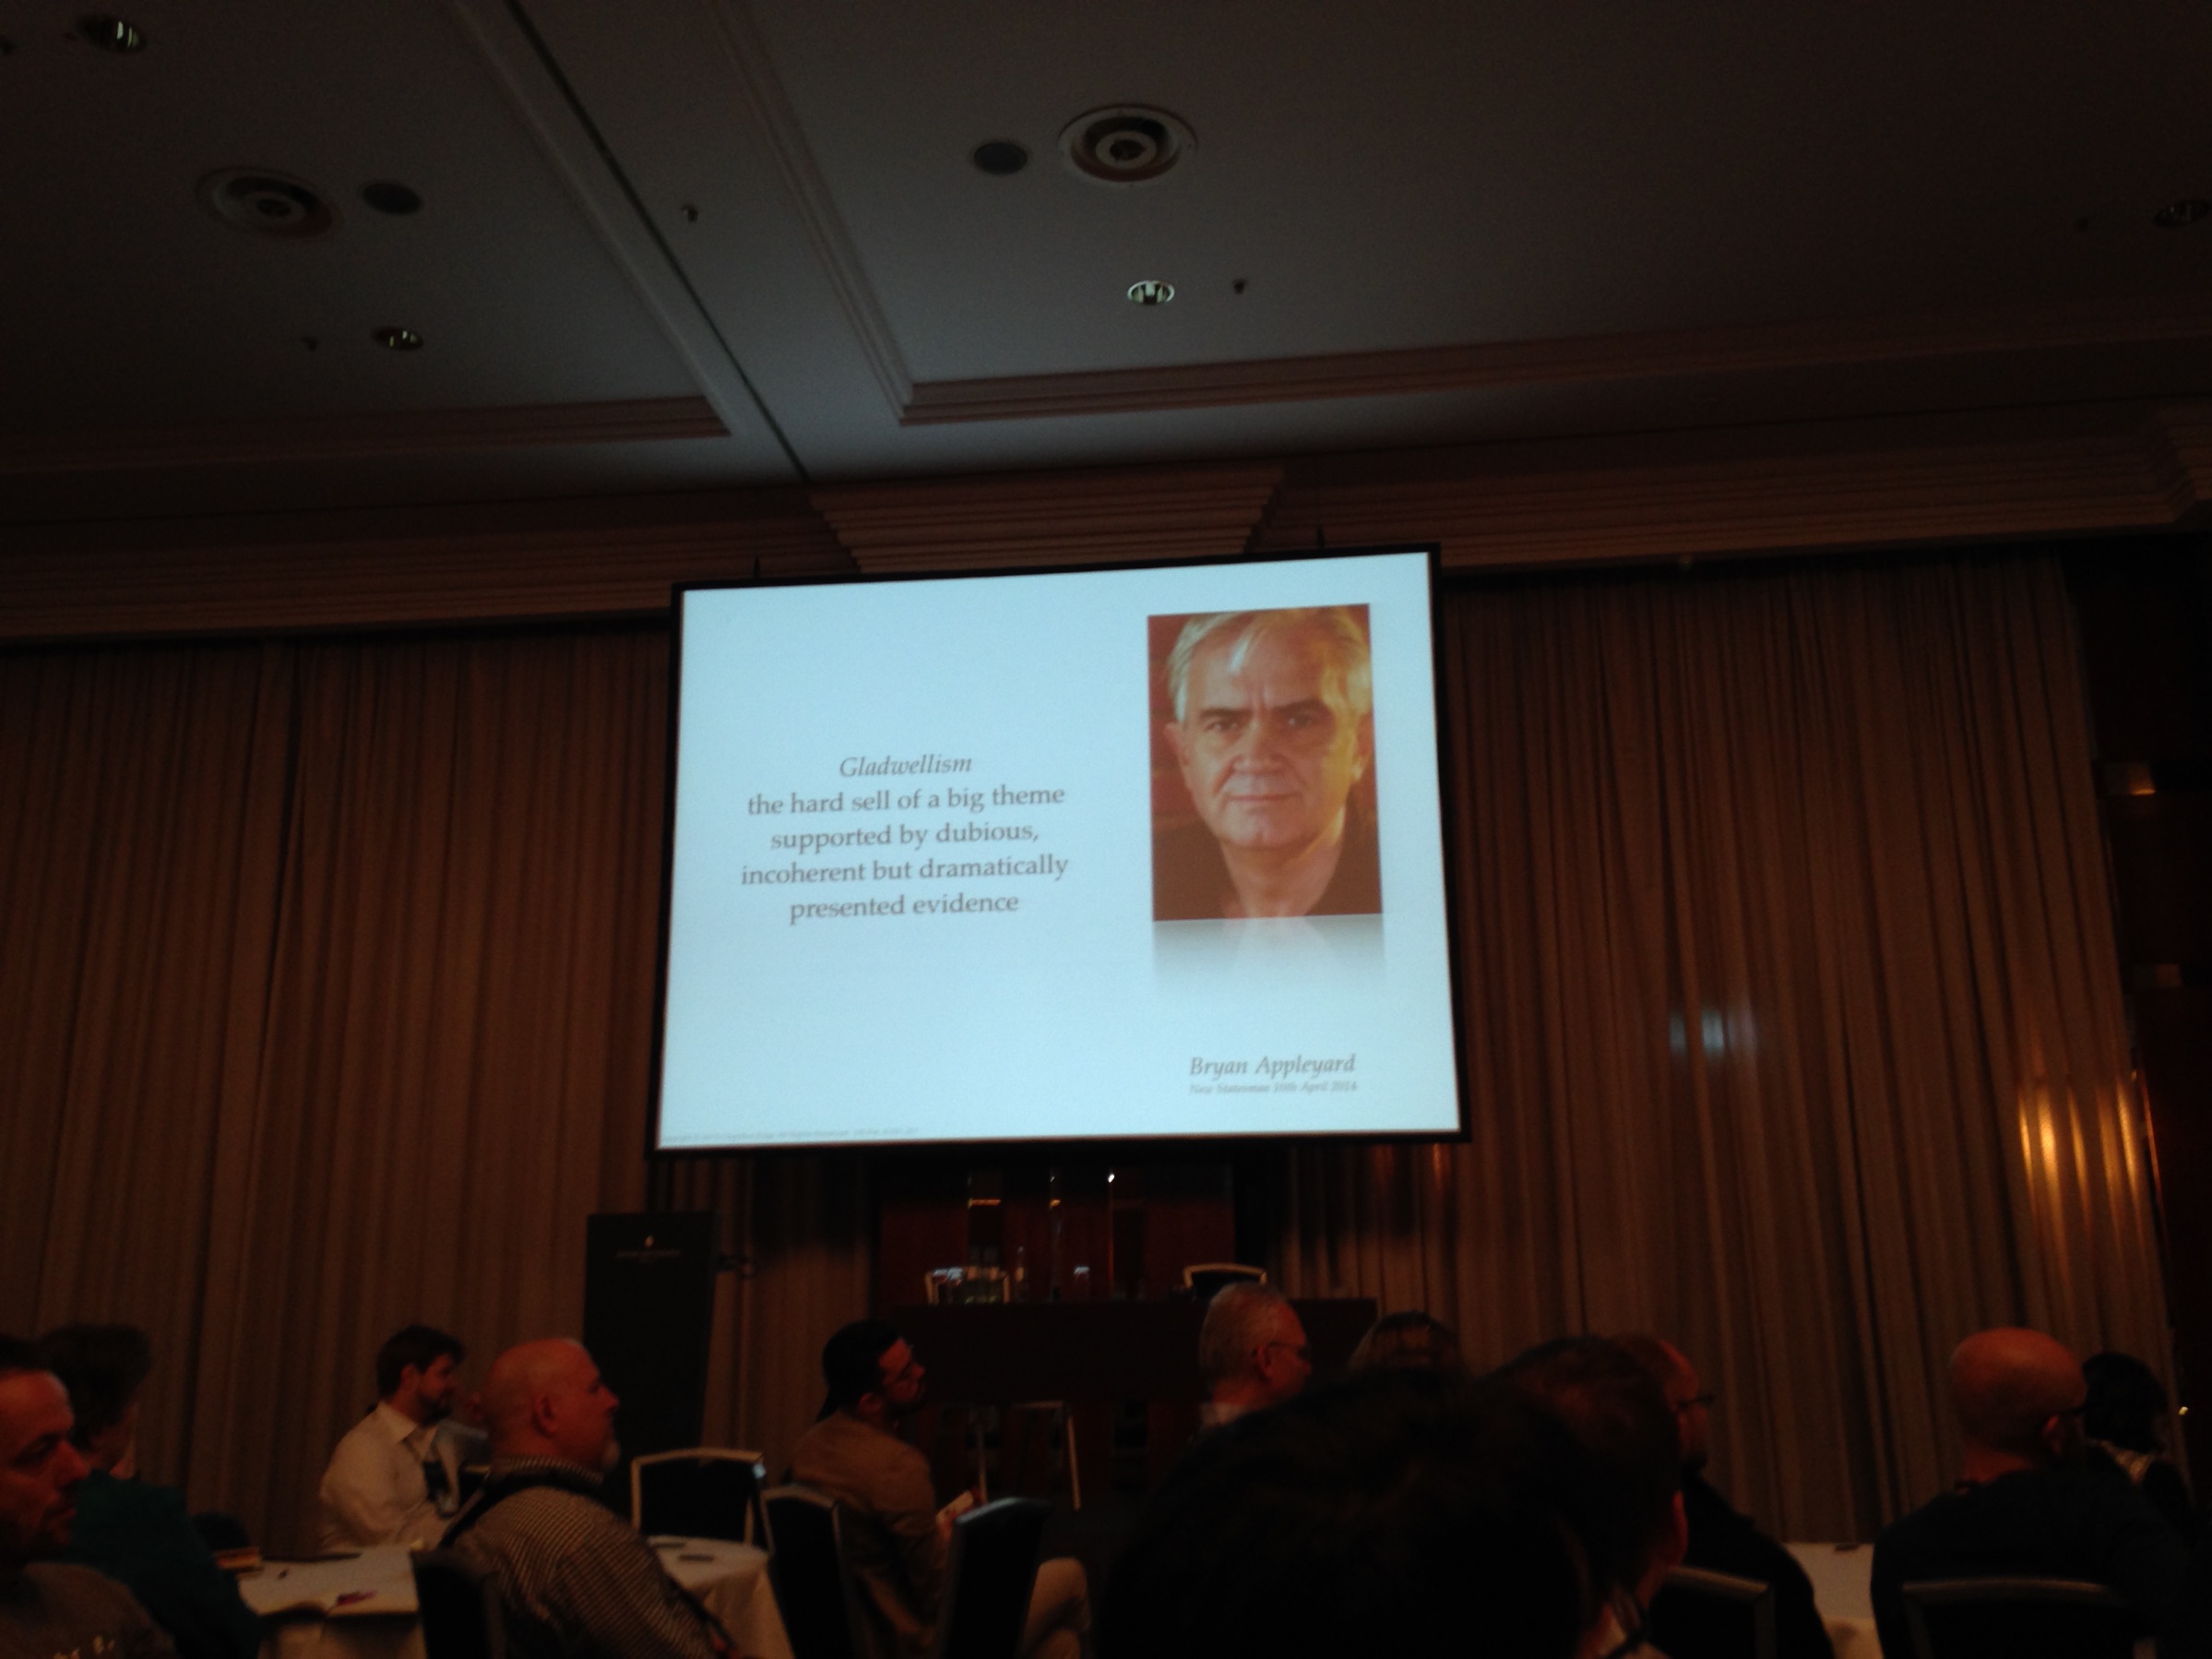 Gladwellism
the hard sell of a big theme
supported by dubious,
incoherent but dramatically
presented evidence
Bryan Appleyard
New Statesman 10th April 2014